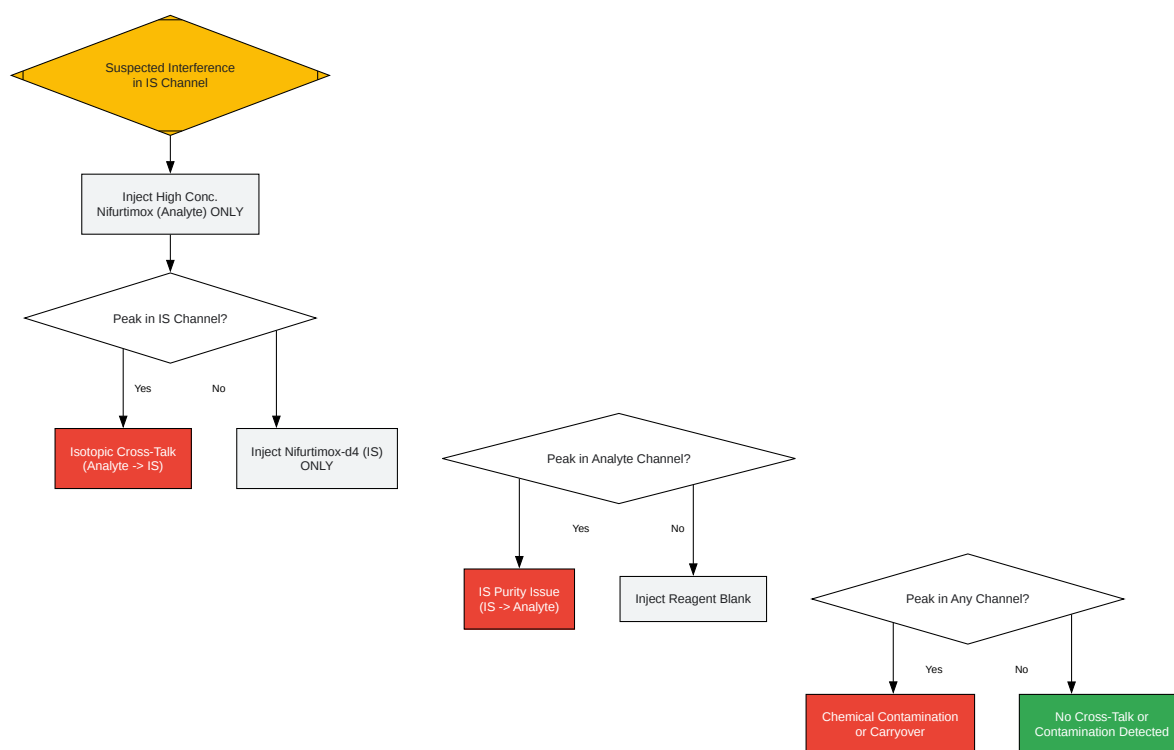 Suspected Interference
in IS Channel
Inject High Conc.
Nifurtimox (Analyte) ONLY
Peak in IS Channel?
Yes
No
Isotopic Cross-Talk
(Analyte -> IS)
Inject Nifurtimox-d4 (IS)
ONLY
Peak in Analyte Channel?
Yes
No
IS Purity Issue
(IS -> Analyte)
Inject Reagent Blank
Peak in Any Channel?
Yes
No
Chemical Contamination
or Carryover
No Cross-Talk or
Contamination Detected